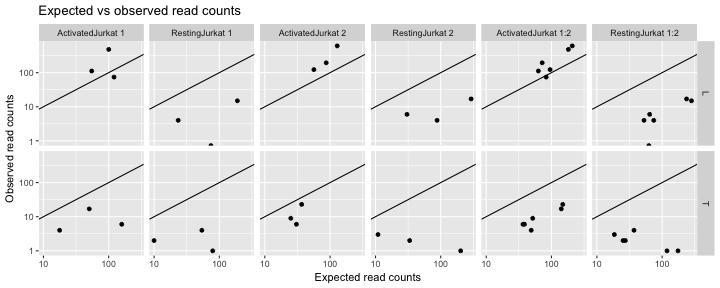 Expected vs observed read counts
ActivatedJurkat 1 RestingJurkat 1 ActivatedJurkat 2 RestingJurkat 2 ActivatedJurkat 1:2 RestingJurkat 1:2
100
10
1
L
100
10
1
T
10 100 10 100 10 100 10 100 10 100 10 100
Expected read counts
Observed read counts